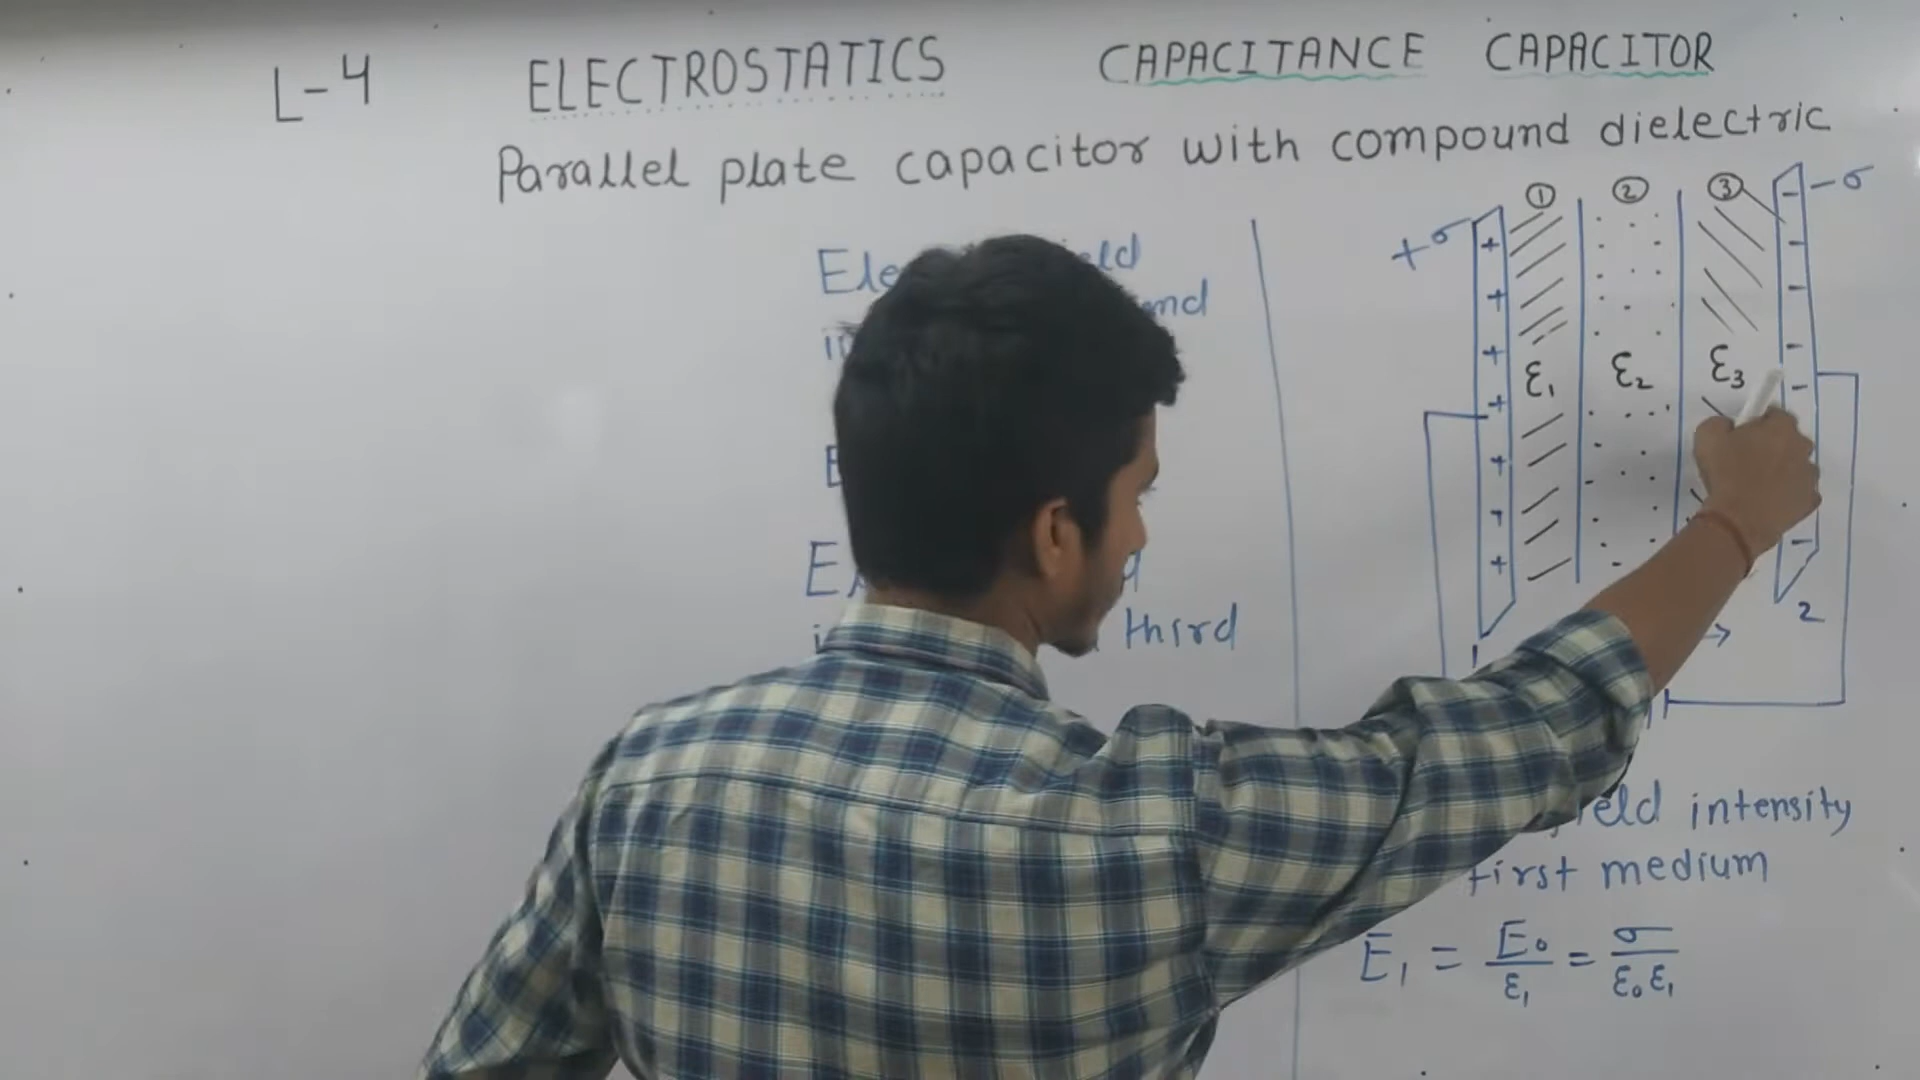 L-4 ELECTROSTATICS CAPACITANCE CAPACITOR
Parallel plate capacitor with compound dielectric
third
① ② ③
+σ -σ
+ + + + + + +
- - - - - -
ε₁ ε₂ ε₃
1 2
intensity
first medium
E₁ = E₀/ε₁ = σ/ε₀ε₁